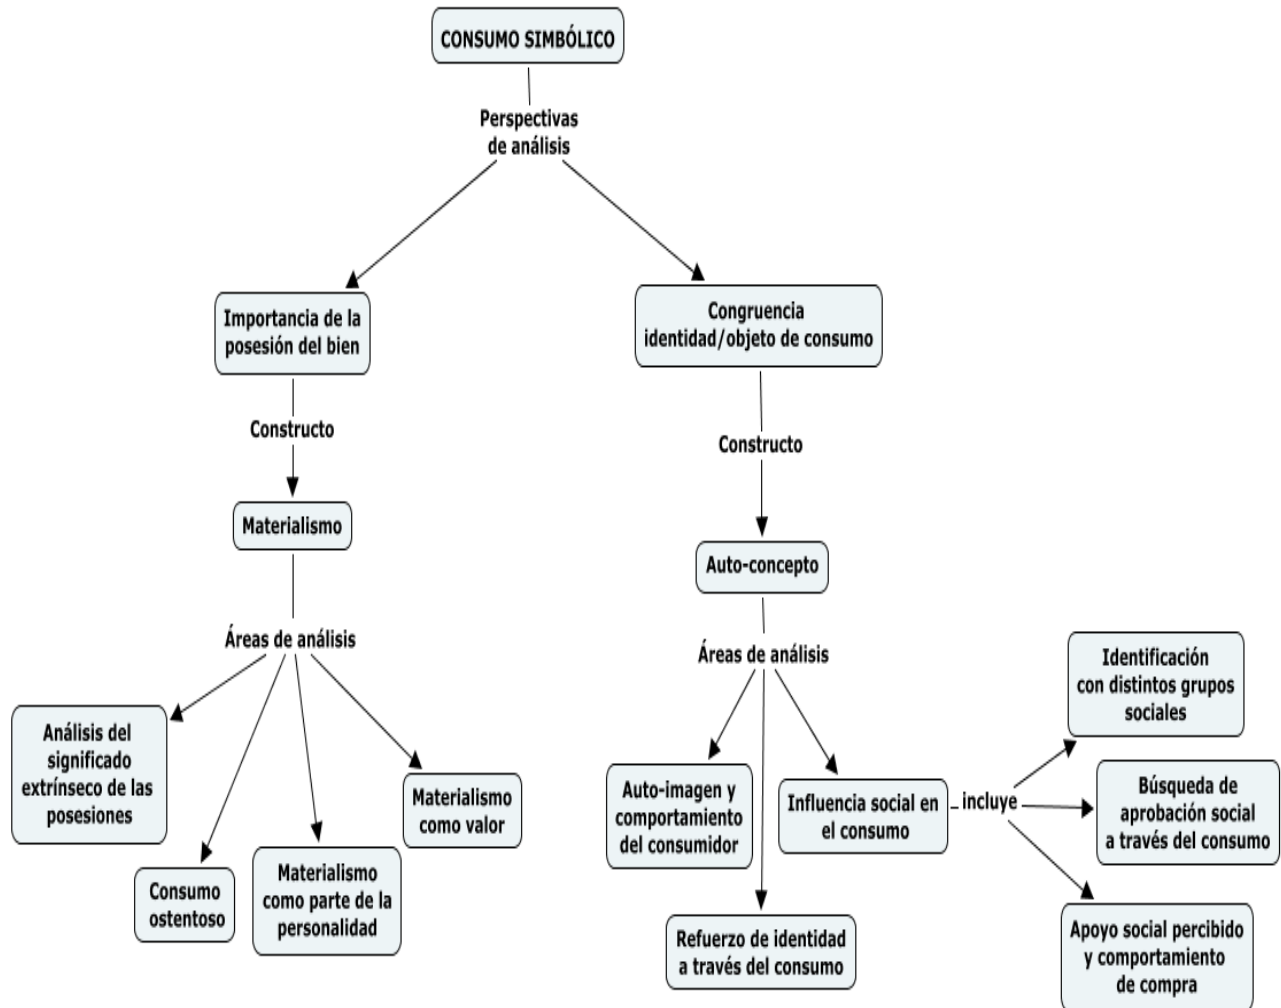 CONSUMO SIMBÓLICO
Perspectivas
de análisis
Importancia de la
posesión del bien
Constructo
Materialismo
Áreas de análisis
Análisis del
significado
extrínseco de las
posesiones
Consumo
ostentoso
Materialismo
como parte de la
personalidad
Materialismo
como valor
Congruencia
identidad/objeto de consumo
Constructo
Auto-concepto
Áreas de análisis
Auto-imagen y
comportamiento
del consumidor
Refuerzo de identidad
a través del consumo
Influencia social en
el consumo
incluye
Identificación
con distintos grupos
sociales
Búsqueda de
aprobación social
a través del consumo
Apoyo social percibido
y comportamiento
de compra